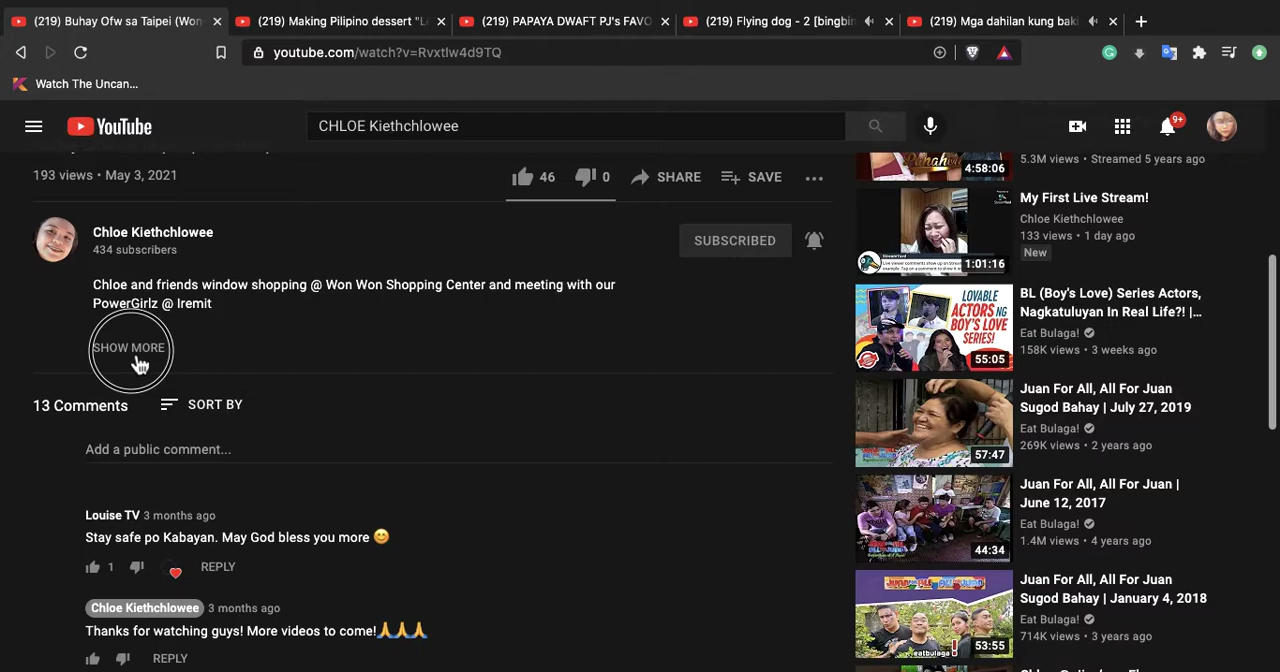 (219) Buhay Ofw sa Taipei (Won
(219) Making Pilipino dessert "L
(219) PAPAYA DWAFT PJ's FAVO
(219) Flying dog - 2 [bingbin
(219) Mga dahilan kung baki
youtube.com/watch?v=RvxtIw4d9TQ
Watch The Uncan...
YouTube
CHLOE Kiethchlowee
9+
193 views • May 3, 2021
46
0
SHARE
SAVE
Chloe Kiethchlowee
434 subscribers
SUBSCRIBED
Chloe and friends window shopping @ Won Won Shopping Center and meeting with our
PowerGirlz @ Iremit
SHOW MORE
13 Comments
SORT BY
Add a public comment...
Louise TV 3 months ago
Stay safe po Kabayan. May God bless you more 😊
1
REPLY
Chloe Kiethchlowee 3 months ago
Thanks for watching guys! More videos to come!🙏🙏🙏
REPLY
4:58:06
5.3M views • Streamed 5 years ago
1:01:16
My First Live Stream!
Chloe Kiethchlowee
133 views • 1 day ago
New
LOVABLE
ACTORS NG
BOY'S LOVE
SERIES!
55:05
BL (Boy's Love) Series Actors,
Nagkatuluyan In Real Life?! |...
Eat Bulaga!
158K views • 3 weeks ago
57:47
Juan For All, All For Juan
Sugod Bahay | July 27, 2019
Eat Bulaga!
269K views • 2 years ago
44:34
Juan For All, All For Juan |
June 12, 2017
Eat Bulaga!
1.4M views • 4 years ago
eatbulaga!
53:55
Juan For All, All For Juan
Sugod Bahay | January 4, 2018
Eat Bulaga!
714K views • 3 years ago